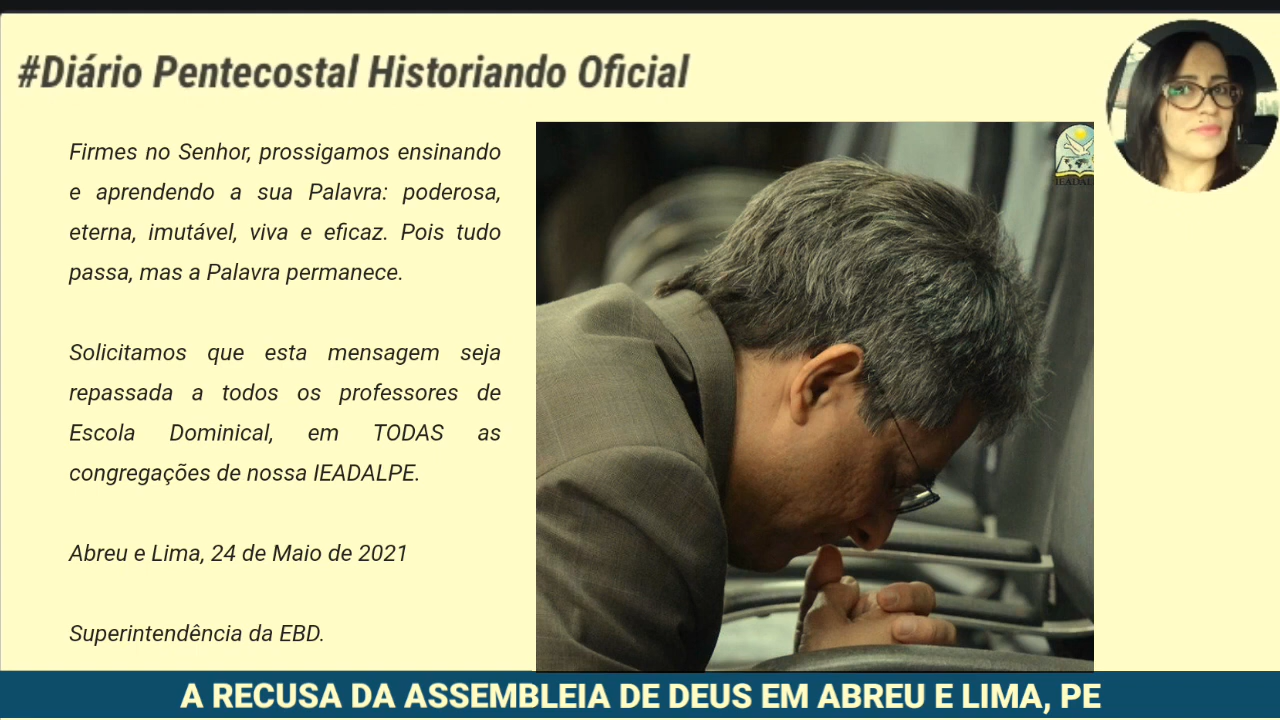 #Diário Pentecostal Historiando Oficial
Firmes no Senhor, prossigamos ensinando
e aprendendo a sua Palavra: poderosa,
eterna, imutável, viva e eficaz. Pois tudo
passa, mas a Palavra permanece.
Solicitamos que esta mensagem seja
repassada a todos os professores de
Escola Dominical, em TODAS as
congregações de nossa IEADALPE.
Abreu e Lima, 24 de Maio de 2021
Superintendência da EBD.
A RECUSA DA ASSEMBLEIA DE DEUS EM ABREU E LIMA, PE